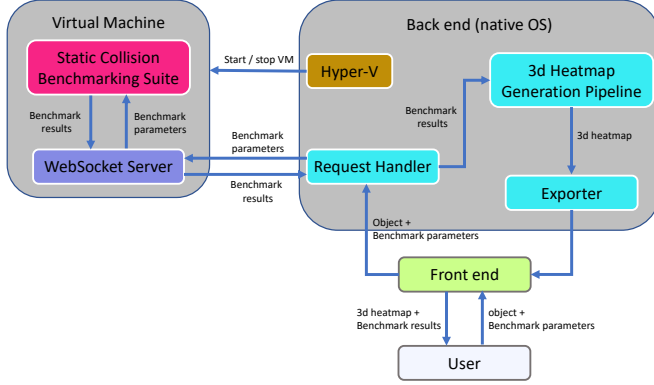 Virtual Machine
Back end (native OS)
Static Collision
Benchmarking Suite
Start / stop VM
Hyper-V
3d Heatmap
Generation Pipeline
Benchmark
results
Benchmark
parameters
Benchmark
results
Benchmark
parameters
3d heatmap
WebSocket Server
Request Handler
Benchmark
results
Exporter
Object +
Benchmark parameters
Front end
3d heatmap +
Benchmark results
object +
Benchmark parameters
User